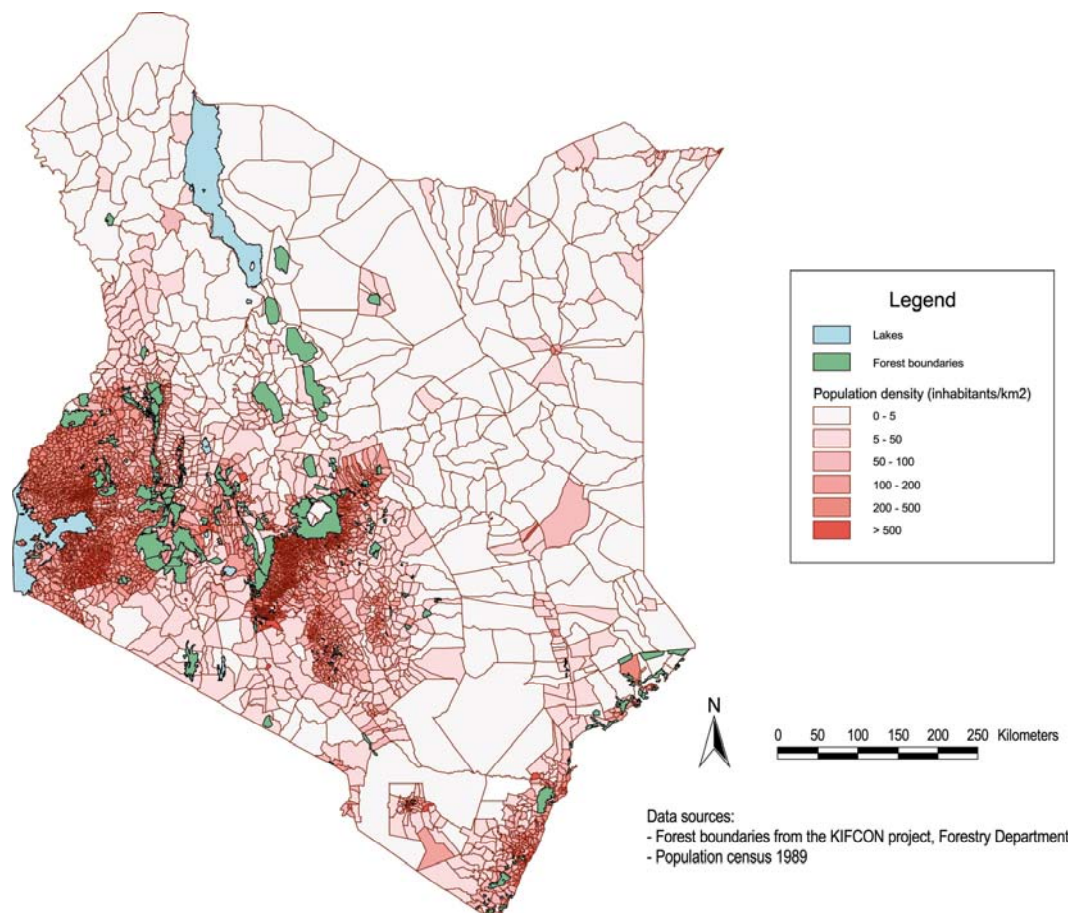 Legend
Lakes
Forest boundaries
Population density (inhabitants/km2)
0 - 5
5 - 50
50 - 100
100 - 200
200 - 500
> 500
N
0 50 100 150 200 250 Kilometers
Data sources:
- Forest boundaries from the KIFCON project, Forestry Department
- Population census 1989